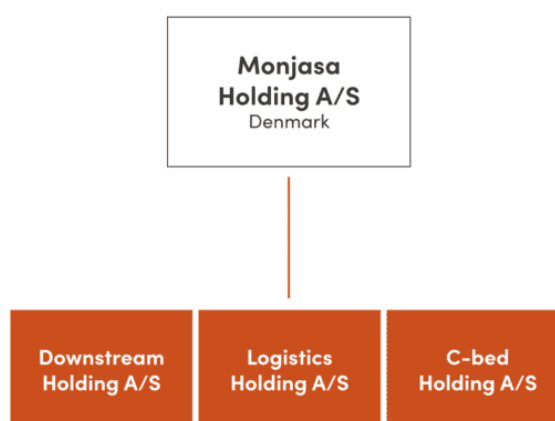 Monjasa
Holding A/S
Denmark
Downstream
Holding A/S
Logistics
Holding A/S
C-bed
Holding A/S